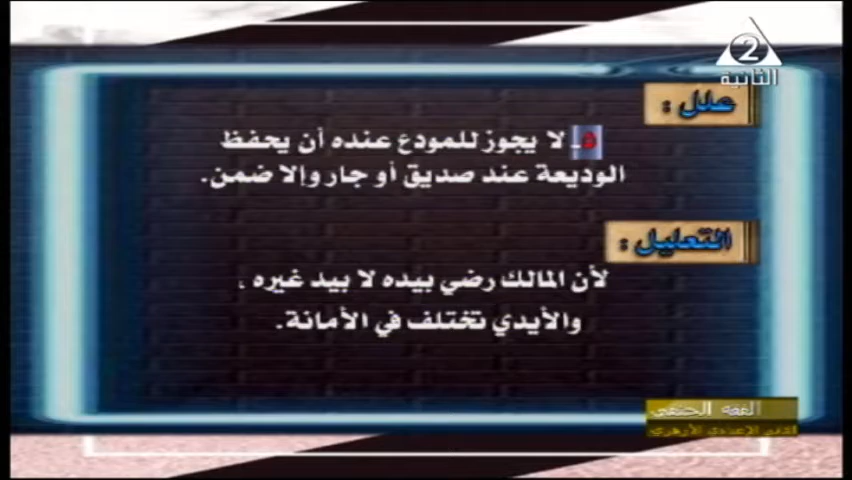 2
الثانية
علل :
5- لا يجوز للمودع عنده أن يحفظ
الوديعة عند صديق أو جار وإلا ضمن.
التعليل :
لأن المالك رضي بيده لا بيد غيره ،
والأيدي تختلف في الأمانة.
الفقه الحنفي
الإعدادي الأزهري